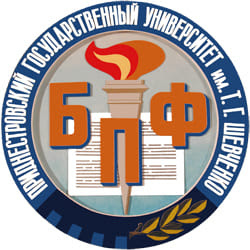 ПРИДНЕСТРОВСКИЙ ГОСУДАРСТВЕННЫЙ УНИВЕРСИТЕТ им. Т. Г. ШЕВЧЕНКО
БПФ